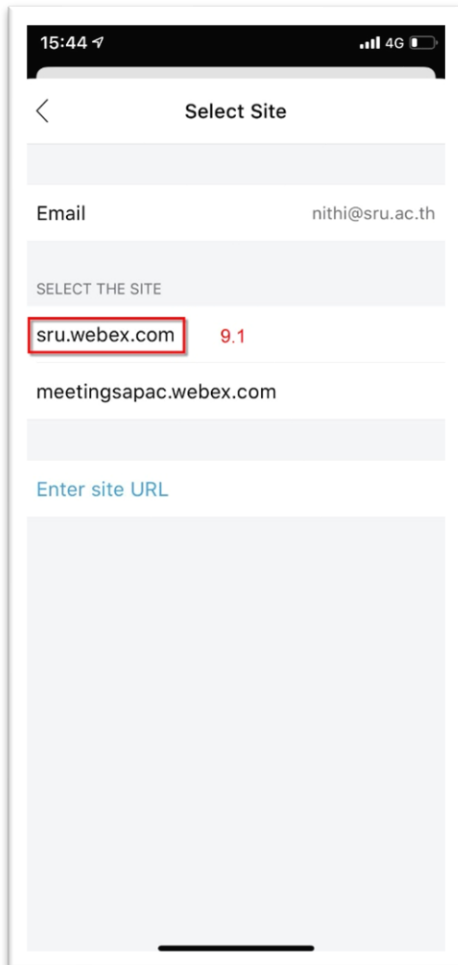 15:44 4G
Select Site
Email nithi@sru.ac.th
SELECT THE SITE
sru.webex.com 9.1
meetingsapac.webex.com
Enter site URL